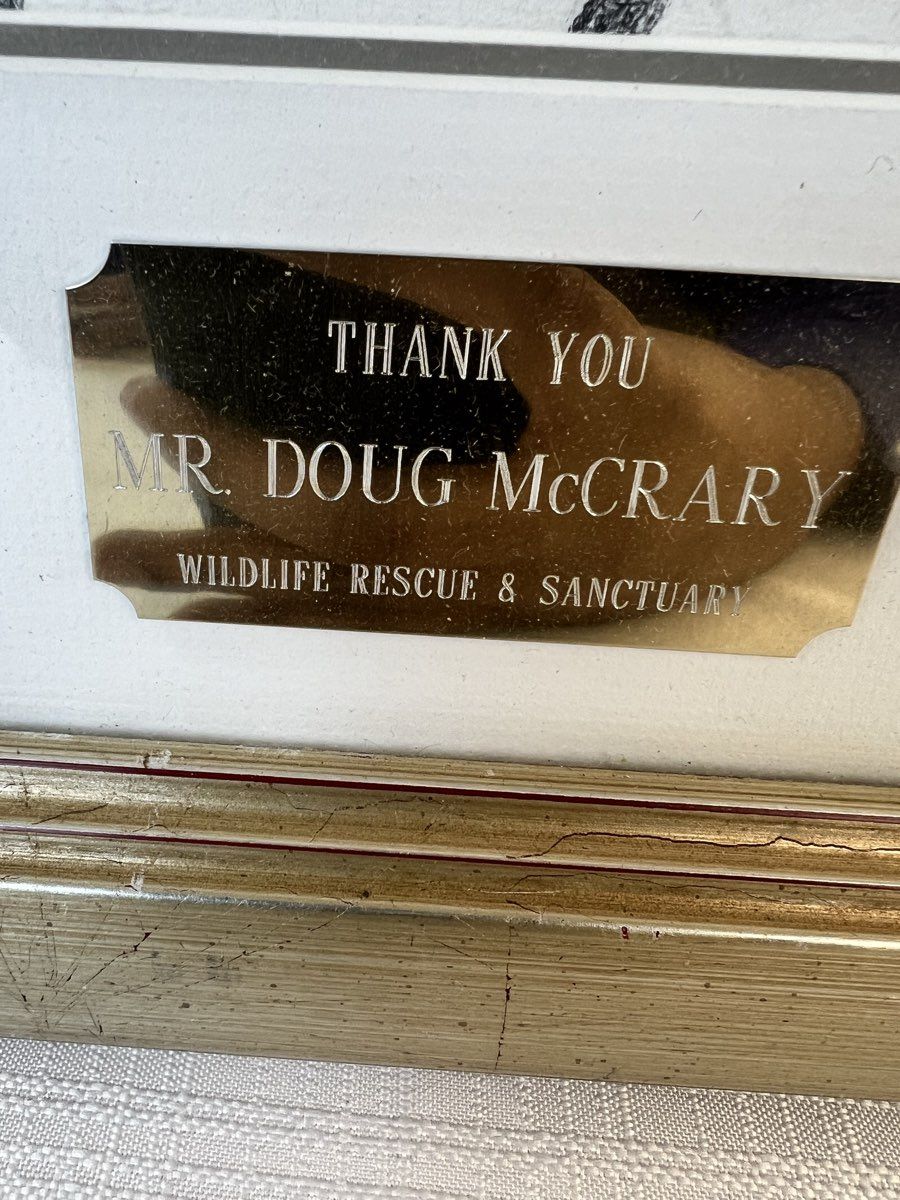 THANK YOU
MR. DOUG McCRARY
WILDLIFE RESCUE & SANCTUARY